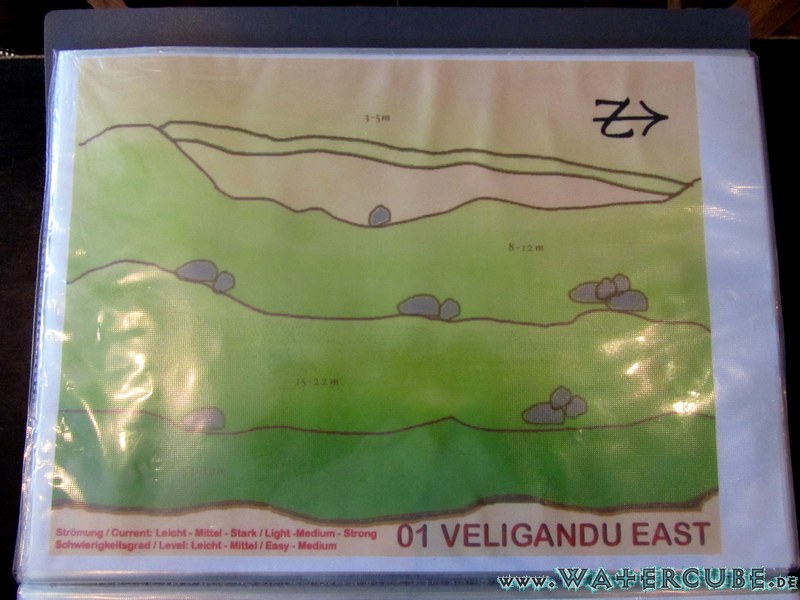 3-5m
N
8-12 m
15-22 m
Strömung / Current: Leicht - Mittel - Stark / Light -Medium - Strong
Schwierigkeitsgrad / Level: Leicht - Mittel / Easy - Medium
01 VELIGANDU EAST
www.WATERCUBE.DE